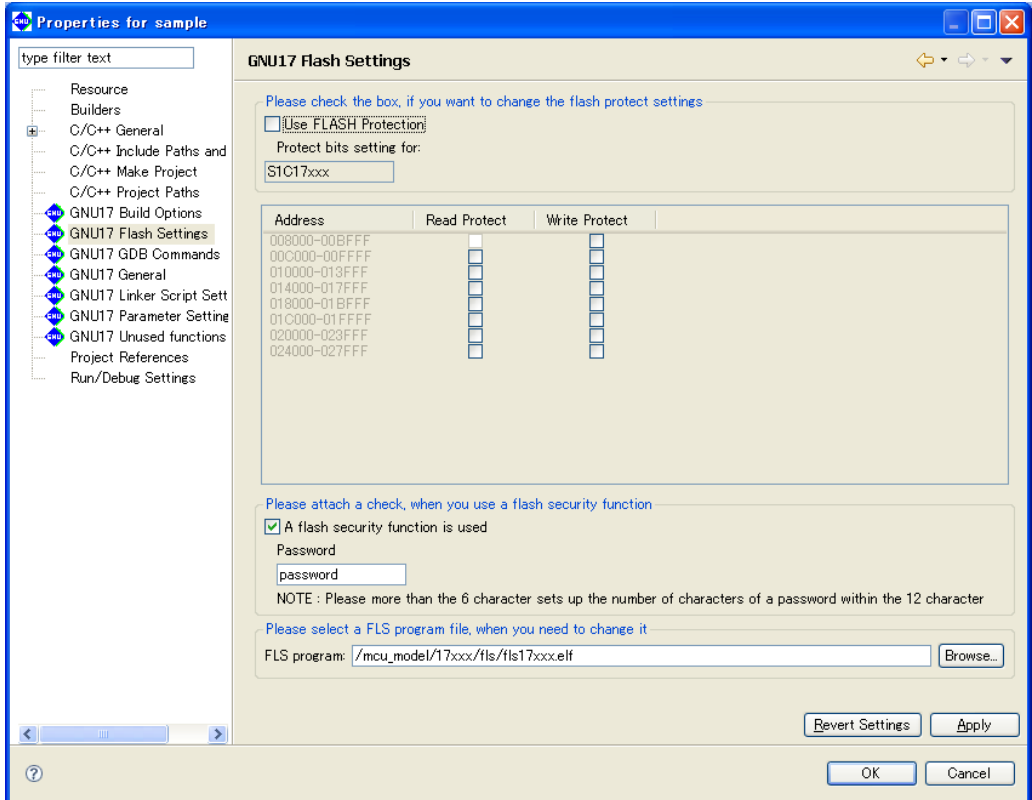 Properties for sample
type filter text
Resource
Builders
C/C++ General
C/C++ Include Paths and
C/C++ Make Project
C/C++ Project Paths
GNU17 Build Options
GNU17 Flash Settings
GNU17 GDB Commands
GNU17 General
GNU17 Linker Script Sett
GNU17 Parameter Setting
GNU17 Unused functions
Project References
Run/Debug Settings
GNU17 Flash Settings
Please check the box, if you want to change the flash protect settings
Use FLASH Protection
Protect bits setting for:
S1C17xxx
Address Read Protect Write Protect
008000-00BFFF
00C000-00FFFF
010000-013FFF
014000-017FFF
018000-01BFFF
01C000-01FFFF
020000-023FFF
024000-027FFF
Please attach a check, when you use a flash security function
A flash security function is used
Password
password
NOTE : Please more than the 6 character sets up the number of characters of a password within the 12 character
Please select a FLS program file, when you need to change it
FLS program: /mcu_model/17xxx/fls/fls17xxx.elf Browse...
Revert Settings Apply
OK Cancel